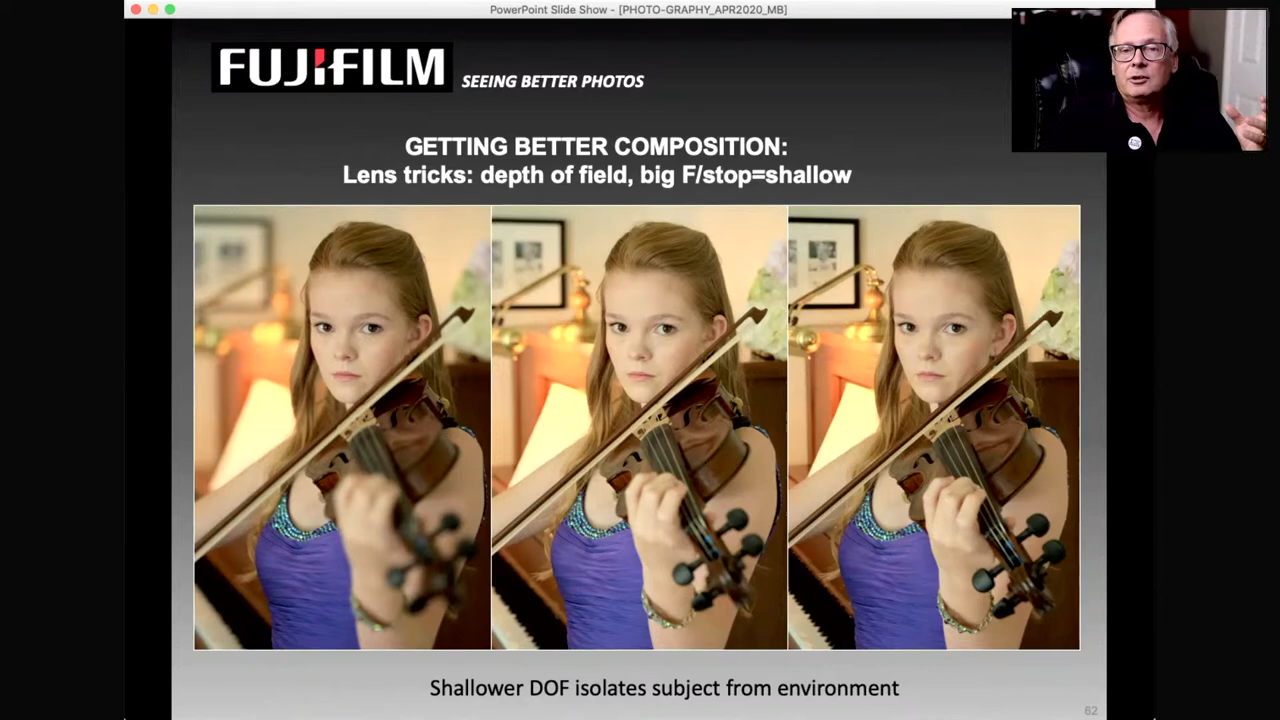 PowerPoint Slide Show - [PHOTO-GRAPHY_APR2020_MB]
FUJIFILM
SEEING BETTER PHOTOS
GETTING BETTER COMPOSITION:
Lens tricks: depth of field, big F/stop=shallow
Shallower DOF isolates subject from environment
62